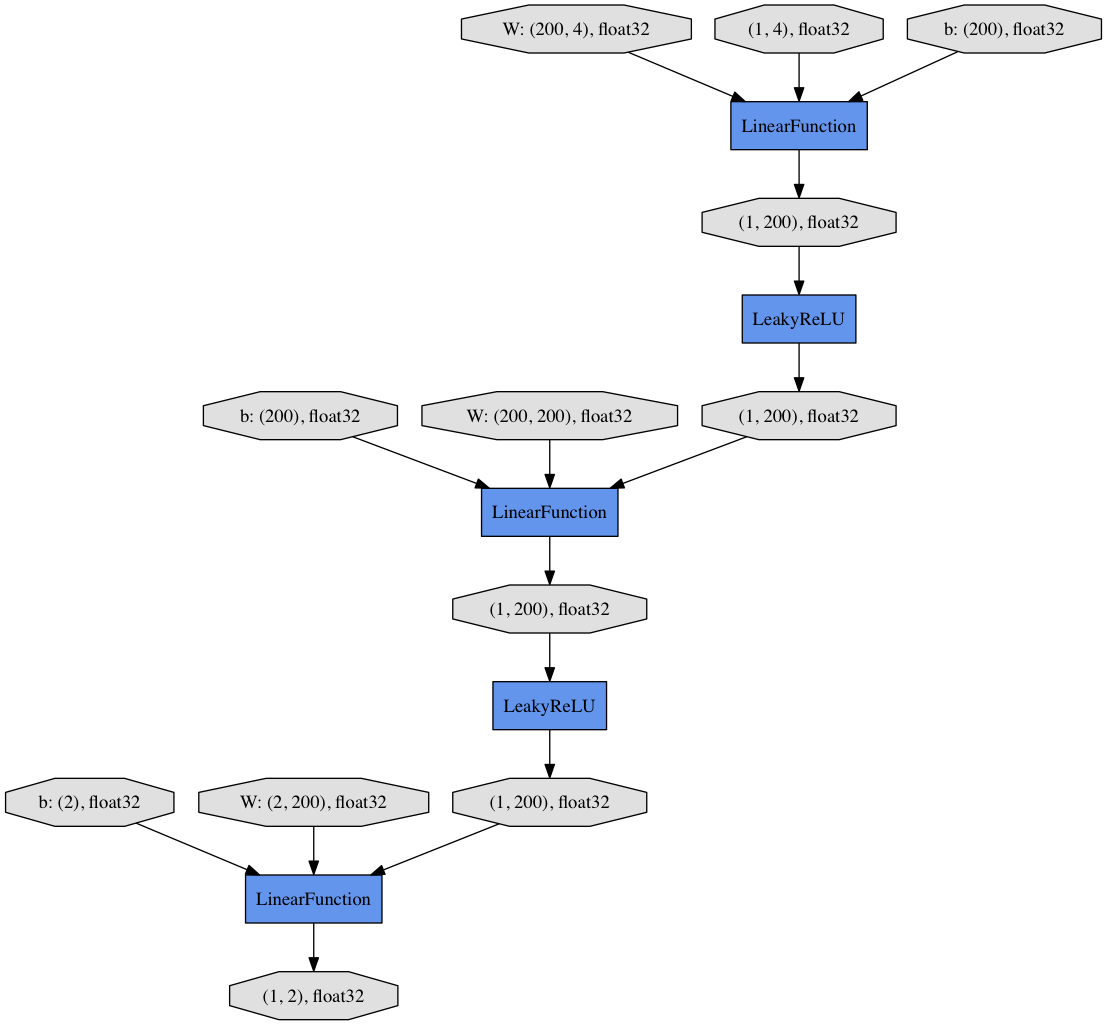 W: (200, 4), float32
(1, 4), float32
b: (200), float32
LinearFunction
(1, 200), float32
LeakyReLU
b: (200), float32
W: (200, 200), float32
(1, 200), float32
LinearFunction
(1, 200), float32
LeakyReLU
b: (2), float32
W: (2, 200), float32
(1, 200), float32
LinearFunction
(1, 2), float32